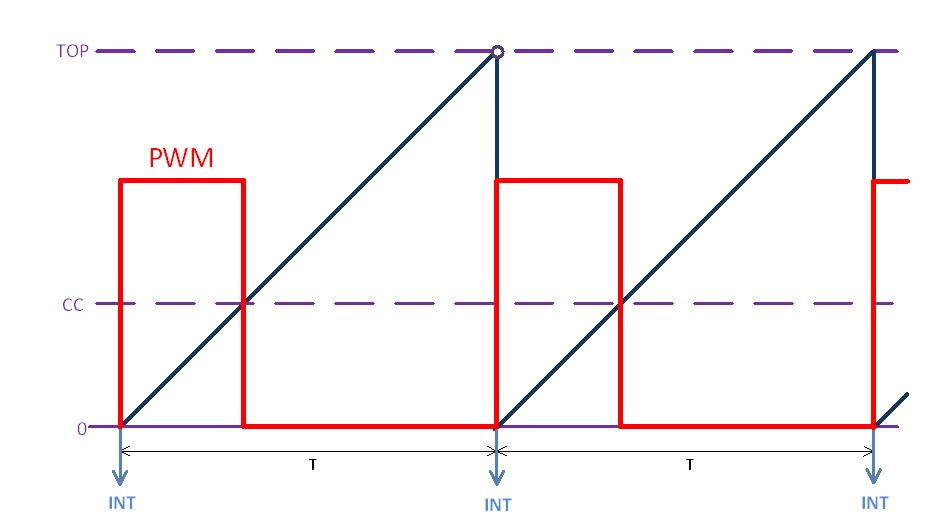 TOP
PWM
CC
0
T T
INT INT INT